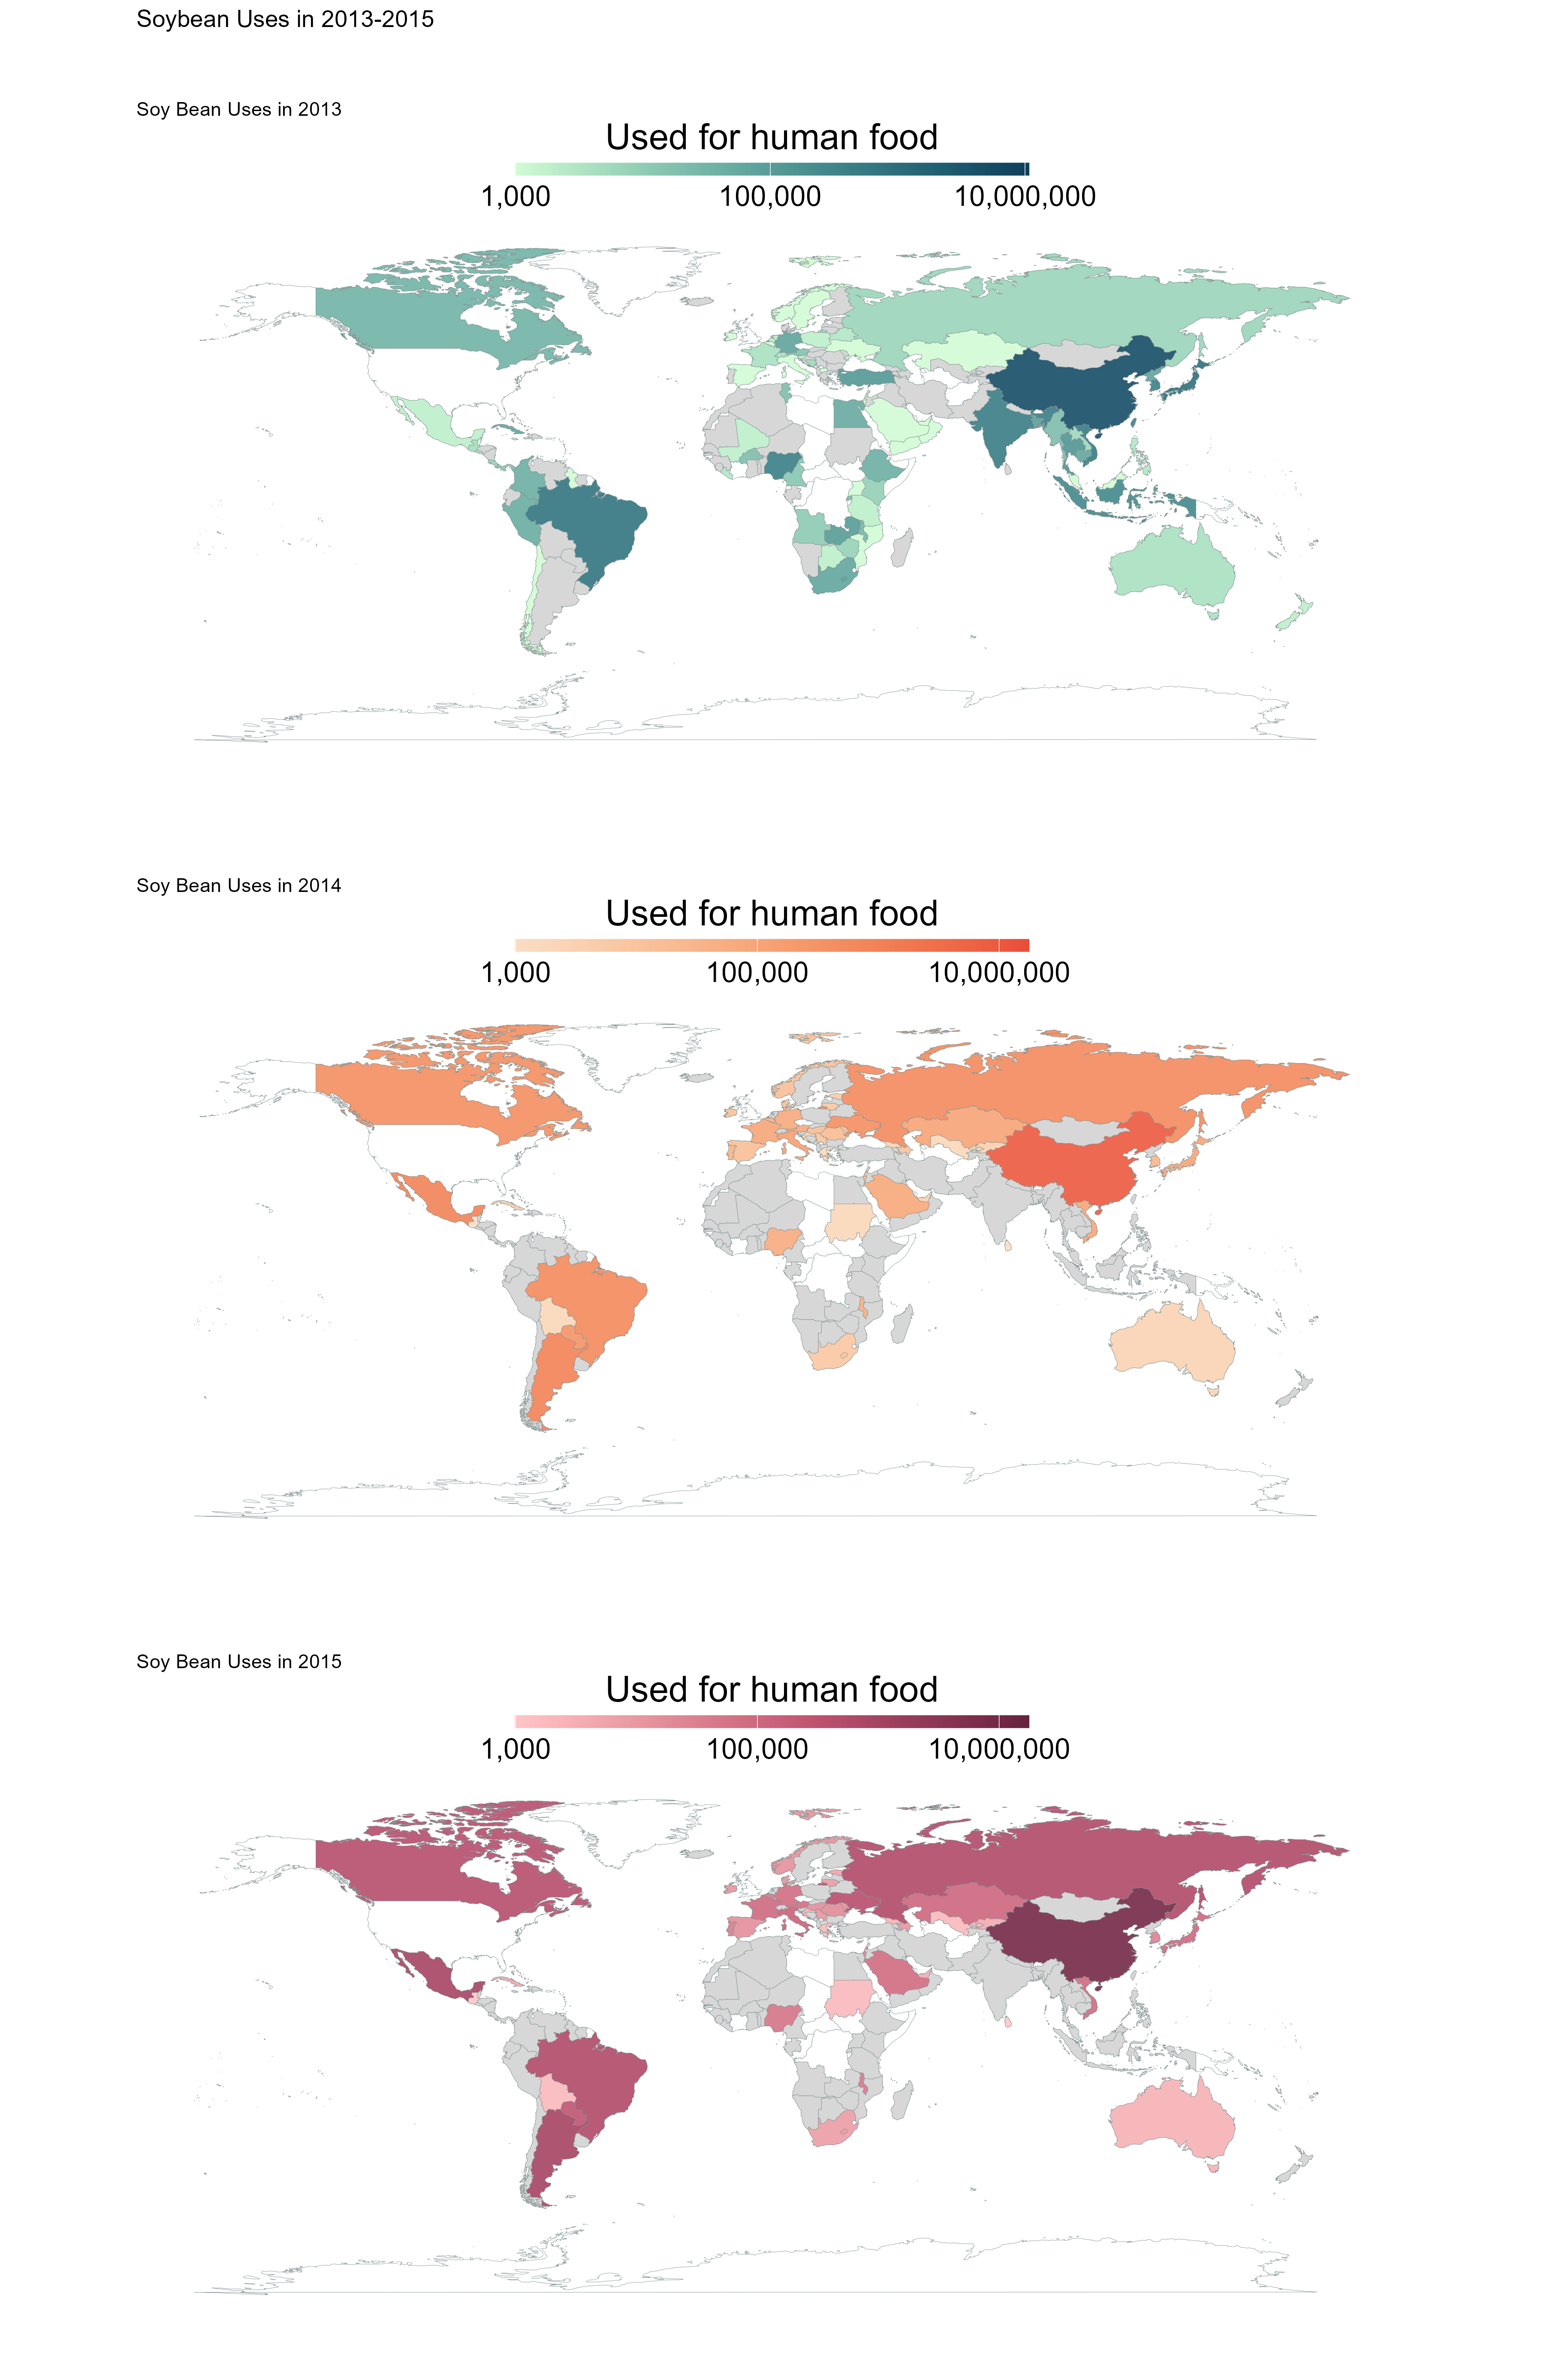 Soybean Uses in 2013-2015
Soy Bean Uses in 2013
Used for human food
1,000 100,000 10,000,000
Soy Bean Uses in 2014
Used for human food
1,000 100,000 10,000,000
Soy Bean Uses in 2015
Used for human food
1,000 100,000 10,000,000